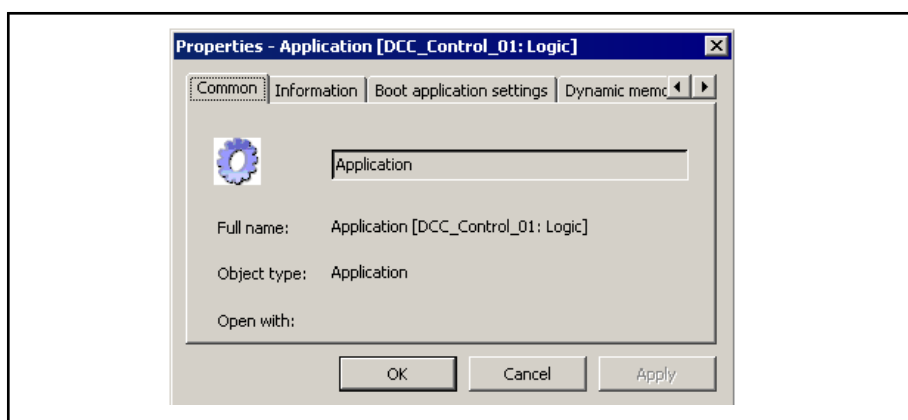 Properties - Application [DCC_Control_01: Logic]
Common Information Boot application settings Dynamic memo
Application
Full name: Application [DCC_Control_01: Logic]
Object type: Application
Open with:
OK Cancel Apply